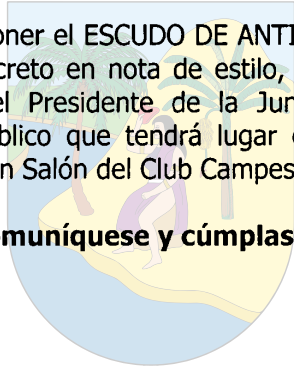 oner el ESCUDO DE ANTI
creto en nota de estilo,
el Presidente de la Jun
blico que tendrá lugar
n Salón del Club Campes
muníquese y cúmplas